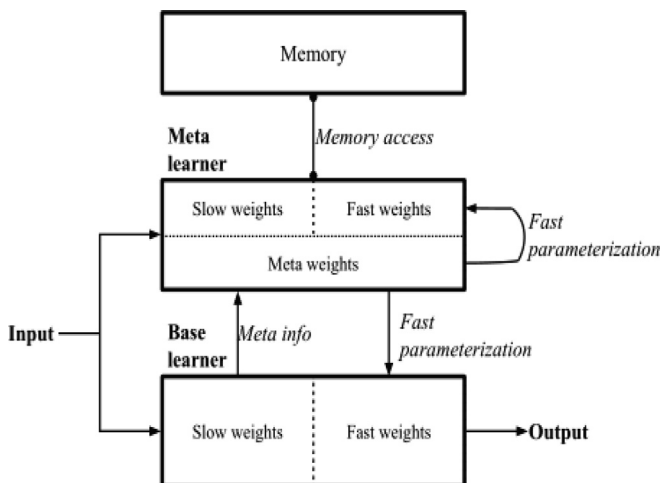 Memory
Memory access
Meta
learner
Slow weights
Fast weights
Fast
parameterization
Meta weights
Input
Base
learner
Meta info
Fast
parameterization
Slow weights
Fast weights
Output